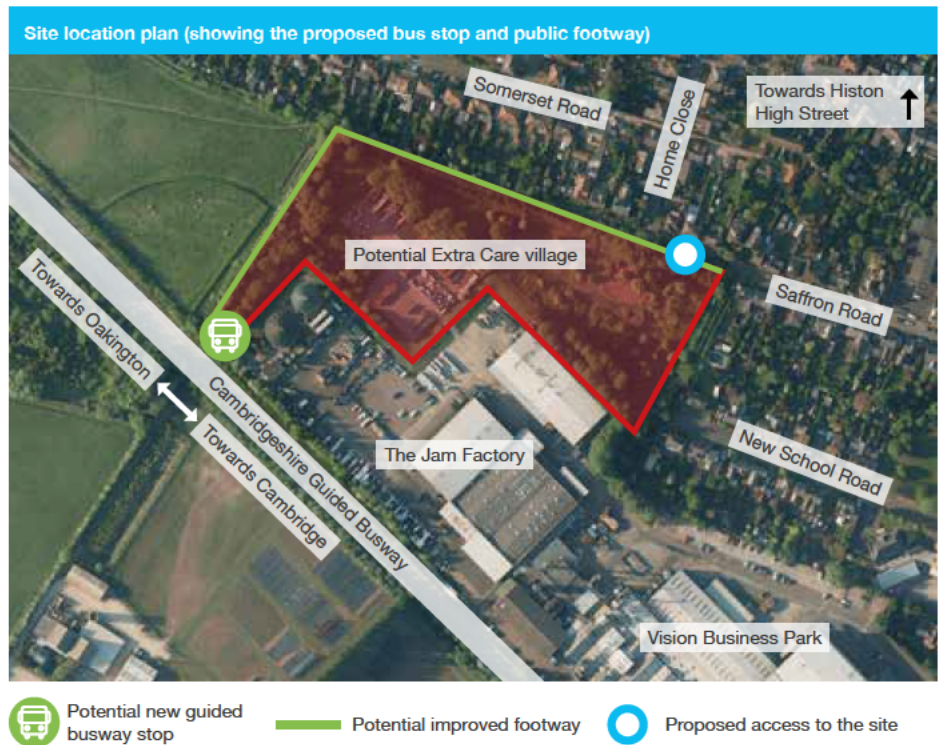 Site location plan (showing the proposed bus stop and public footway)
Somerset Road
Home Close
Towards Histon
High Street
Potential Extra Care village
Saffron Road
Towards Oakington
Cambridgeshire Guided Busway
Towards Cambridge
The Jam Factory
New School Road
Vision Business Park
Potential new guided
busway stop
Potential improved footway
Proposed access to the site